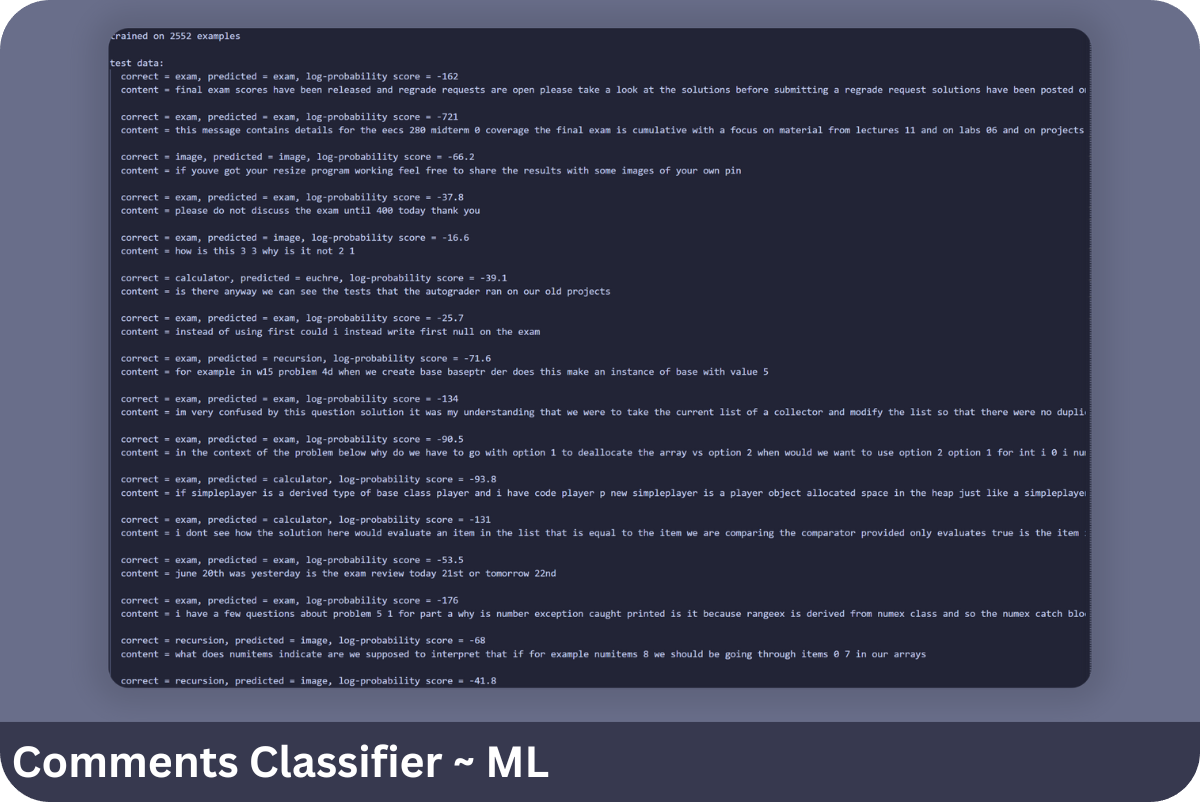 trained on 2552 examples
test data:
correct = exam, predicted = exam, log-probability score = -162
content = final exam scores have been released and regrade requests are open please take a look at the solutions before submitting a regrade request solutions have been posted on
correct = exam, predicted = exam, log-probability score = -721
content = this message contains details for the eecs 280 midterm 0 coverage the final exam is cumulative with a focus on material from lectures 11 and on labs 06 and on projects
correct = image, predicted = image, log-probability score = -66.2
content = if youve got your resize program working feel free to share the results with some images of your own pin
correct = exam, predicted = exam, log-probability score = -37.8
content = please do not discuss the exam until 400 today thank you
correct = exam, predicted = image, log-probability score = -16.6
content = how is this 3 3 why is it not 2 1
correct = calculator, predicted = euchre, log-probability score = -39.1
content = is there anyway we can see the tests that the autograder ran on our old projects
correct = exam, predicted = exam, log-probability score = -25.7
content = instead of using first could i instead write first null on the exam
correct = exam, predicted = recursion, log-probability score = -71.6
content = for example in w15 problem 4d when we create base baseptr der does this make an instance of base with value 5
correct = exam, predicted = exam, log-probability score = -134
content = im very confused by this question solution it was my understanding that we were to take the current list of a collector and modify the list so that there were no dupli
correct = exam, predicted = exam, log-probability score = -90.5
content = in the context of the problem below why do we have to go with option 1 to deallocate the array vs option 2 when would we want to use option 2 option 1 for int i 0 i num
correct = exam, predicted = calculator, log-probability score = -93.8
content = if simpleplayer is a derived type of base class player and i have code player p new simpleplayer is a player object allocated space in the heap just like a simpleplayer
correct = exam, predicted = calculator, log-probability score = -131
content = i dont see how the solution here would evaluate an item in the list that is equal to the item we are comparing the comparator provided only evaluates true is the item
correct = exam, predicted = exam, log-probability score = -53.5
content = june 20th was yesterday is the exam review today 21st or tomorrow 22nd
correct = exam, predicted = exam, log-probability score = -176
content = i have a few questions about problem 5 1 for part a why is number exception caught printed is it because rangeex is derived from numex class and so the numex catch blo
correct = recursion, predicted = image, log-probability score = -68
content = what does numitems indicate are we supposed to interpret that if for example numitems 8 we should be going through items 0 7 in our arrays
correct = recursion, predicted = image, log-probability score = -41.8
Comments Classifier ~ ML